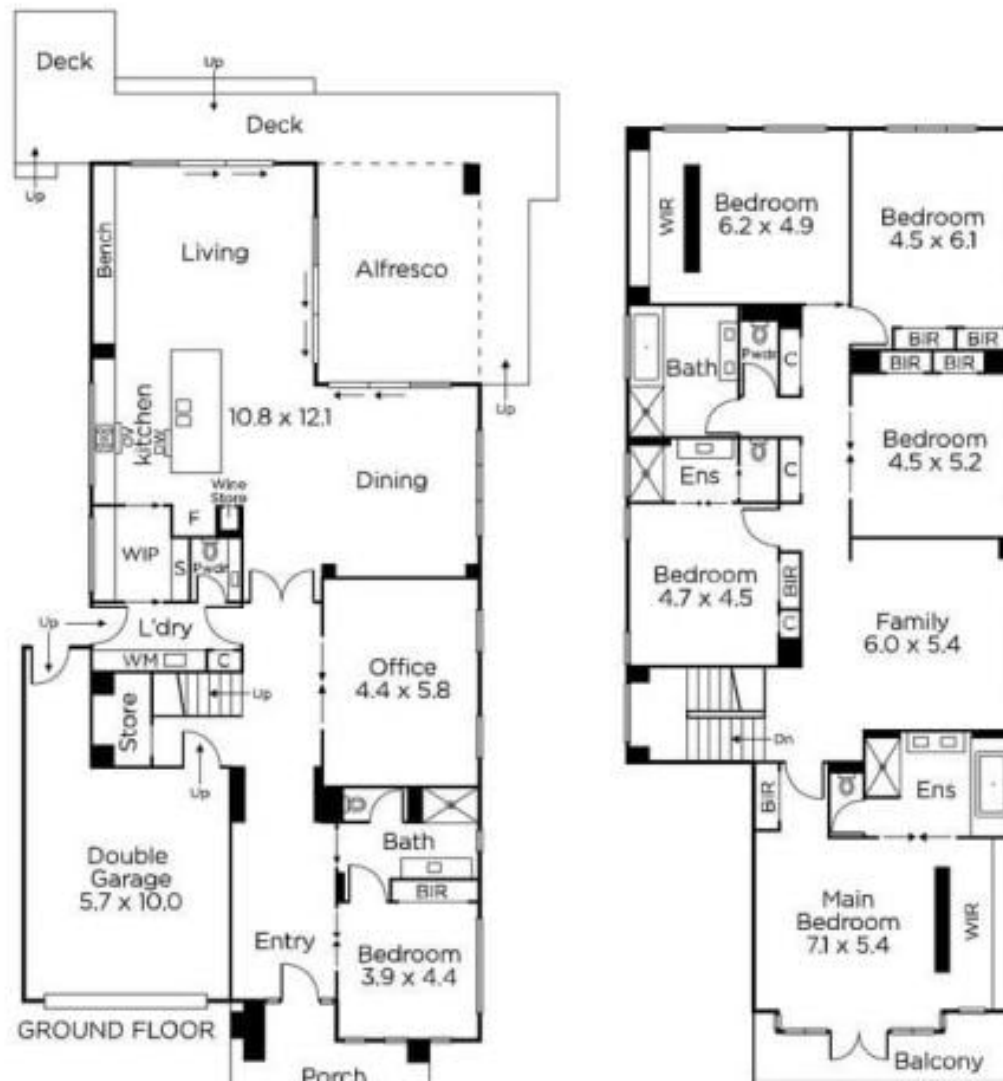 Deck
Up
Deck
Up
Bench
Living
Alfresco
Up
kitchen
OV
DW
10.8 x 12.1
Dining
Wine
Store
F
WIP
S
Pwdr
Up
L'dry
WM
C
Up
Store
Up
Office
4.4 x 5.8
Bath
BIR
Double
Garage
5.7 x 10.0
Entry
Bedroom
3.9 x 4.4
GROUND FLOOR
Porch
WIR
Bedroom
6.2 x 4.9
Bedroom
4.5 x 6.1
BIR
BIR
BIR
BIR
Bath
Pwdr
C
Bedroom
4.5 x 5.2
Ens
C
Bedroom
4.7 x 4.5
BIR
C
Family
6.0 x 5.4
Dn
BIR
Ens
Main
Bedroom
7.1 x 5.4
WIR
Balcony